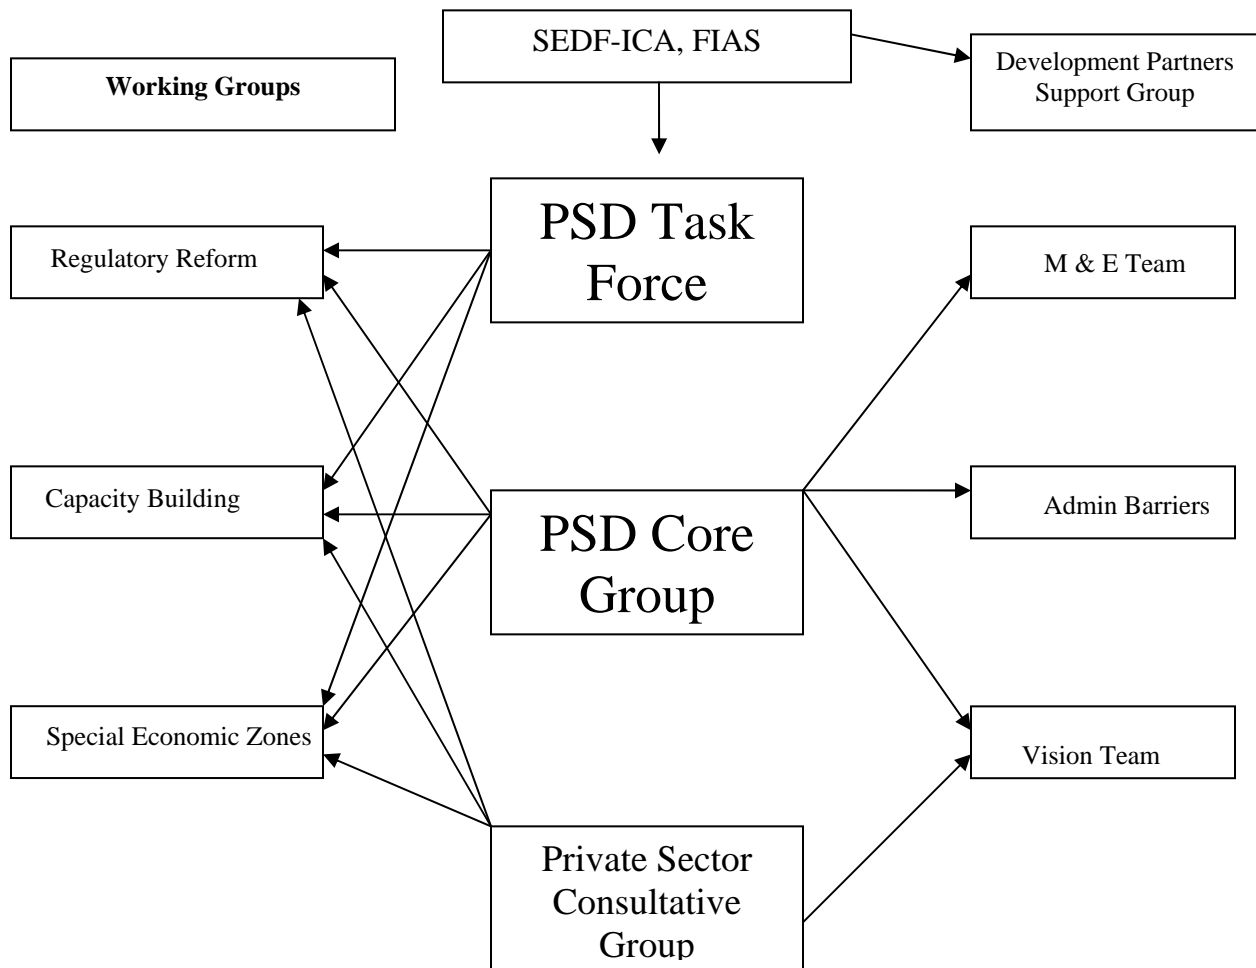 SEDF-ICA, FIAS
Development Partners
Support Group
Working Groups
PSD Task
Force
Regulatory Reform
M & E Team
Capacity Building
PSD Core
Group
Admin Barriers
Special Economic Zones
Vision Team
Private Sector
Consultative
Group